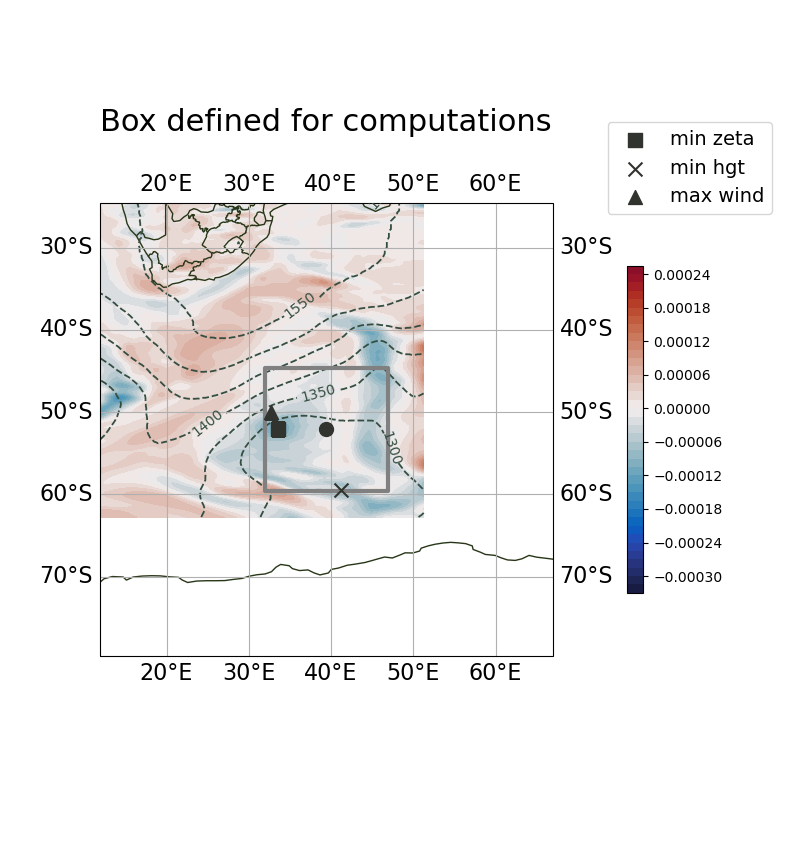 Box defined for computations
min zeta
min hgt
max wind
20°E 30°E 40°E 50°E 60°E
30°S 30°S
40°S 40°S
50°S 50°S
60°S 60°S
70°S 70°S
1550
1350
1400
1300
20°E 30°E 40°E 50°E 60°E
0.00024
0.00018
0.00012
0.00006
0.00000
−0.00006
−0.00012
−0.00018
−0.00024
−0.00030